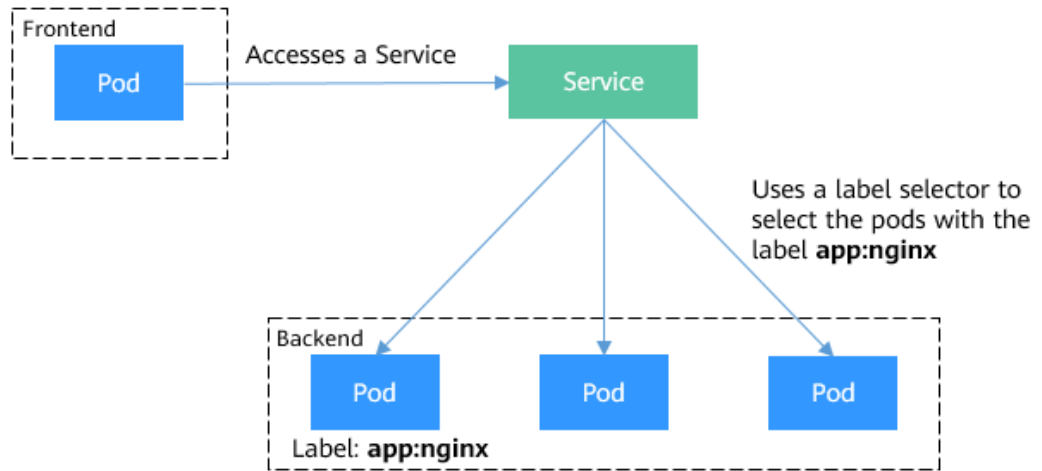 Frontend
Pod
Accesses a Service
Service
Uses a label selector to
select the pods with the
label app:nginx
Backend
Pod
Pod
Pod
Label: app:nginx